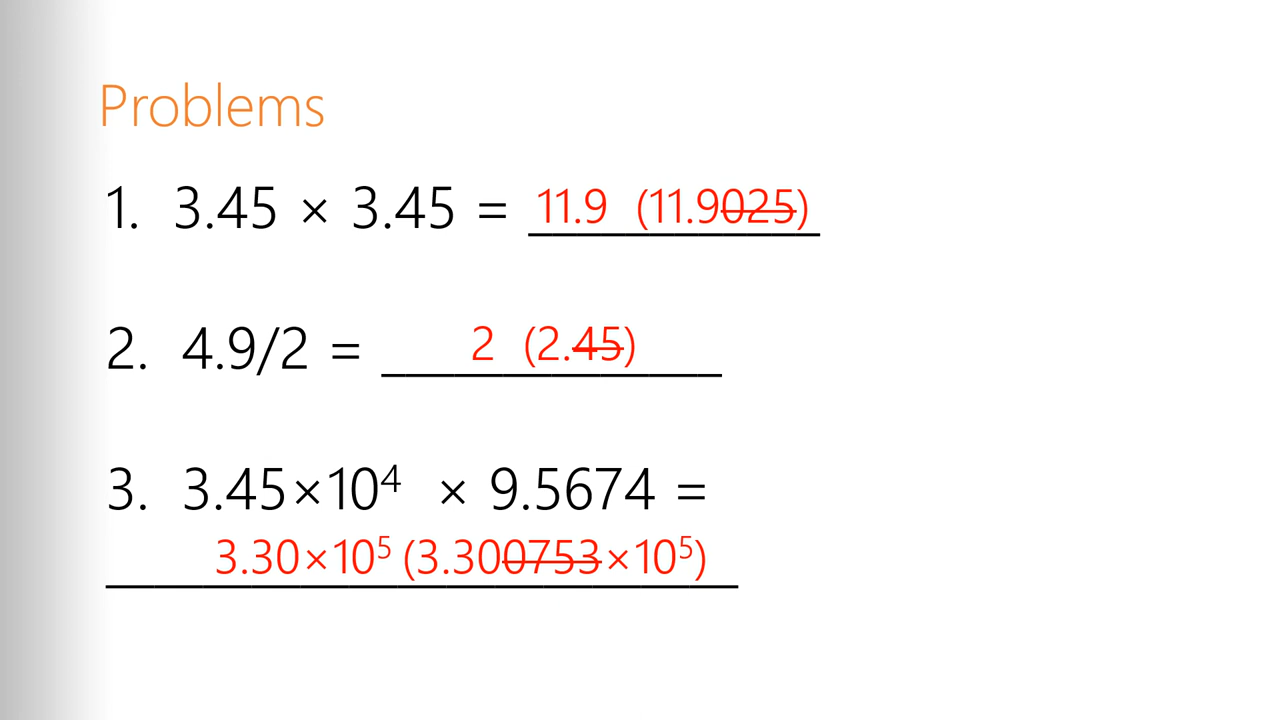 Problems
1. 3.45 × 3.45 = 11.9 (11.9025)
2. 4.9/2 = 2 (2.45)
3. 3.45×10⁴ × 9.5674 =
3.30×10⁵ (3.300753×10⁵)